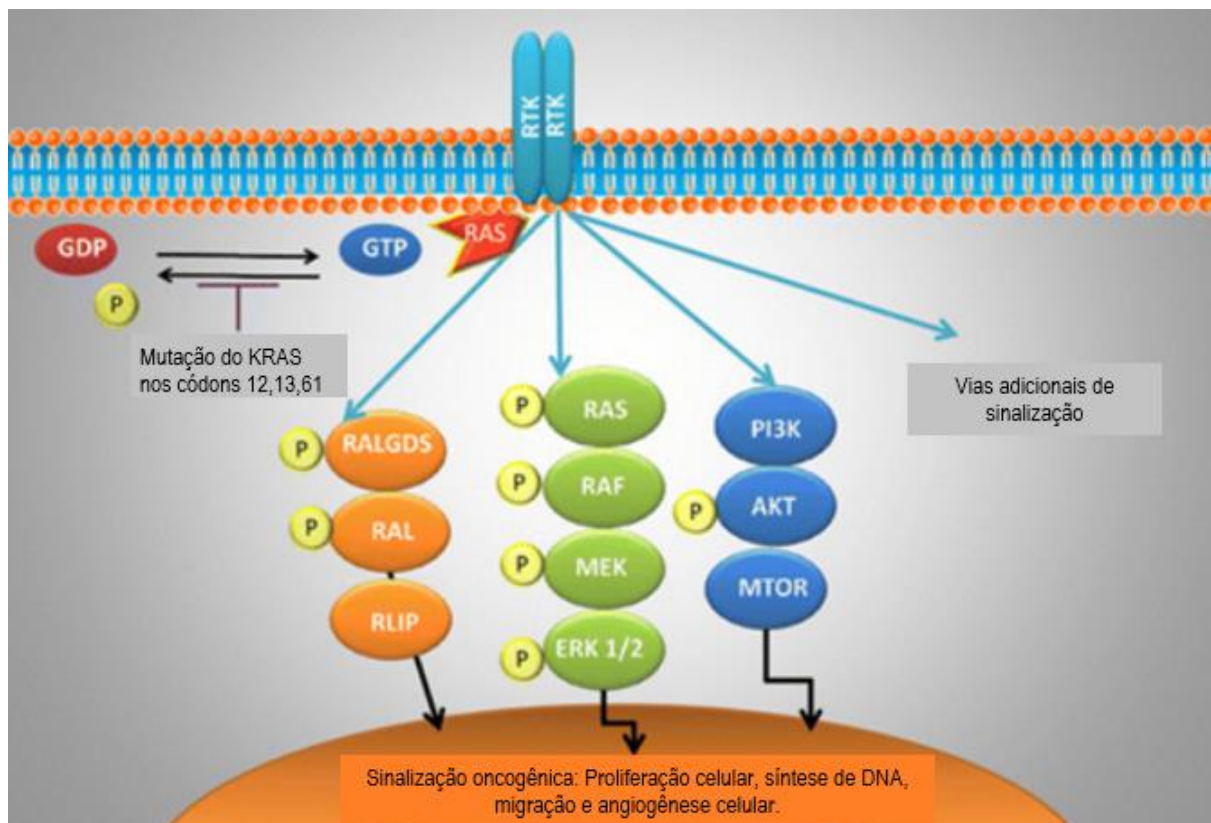 RTK
RTK
GDP
GTP
RAS
P
Mutação do KRAS
nos códons 12,13,61
Vias adicionais de
sinalização
P
RALGDS
P
RAL
RLIP
P
RAS
P
RAF
P
MEK
P
ERK 1/2
PI3K
P
AKT
MTOR
Sinalização oncogênica: Proliferação celular, síntese de DNA,
migração e angiogênese celular.